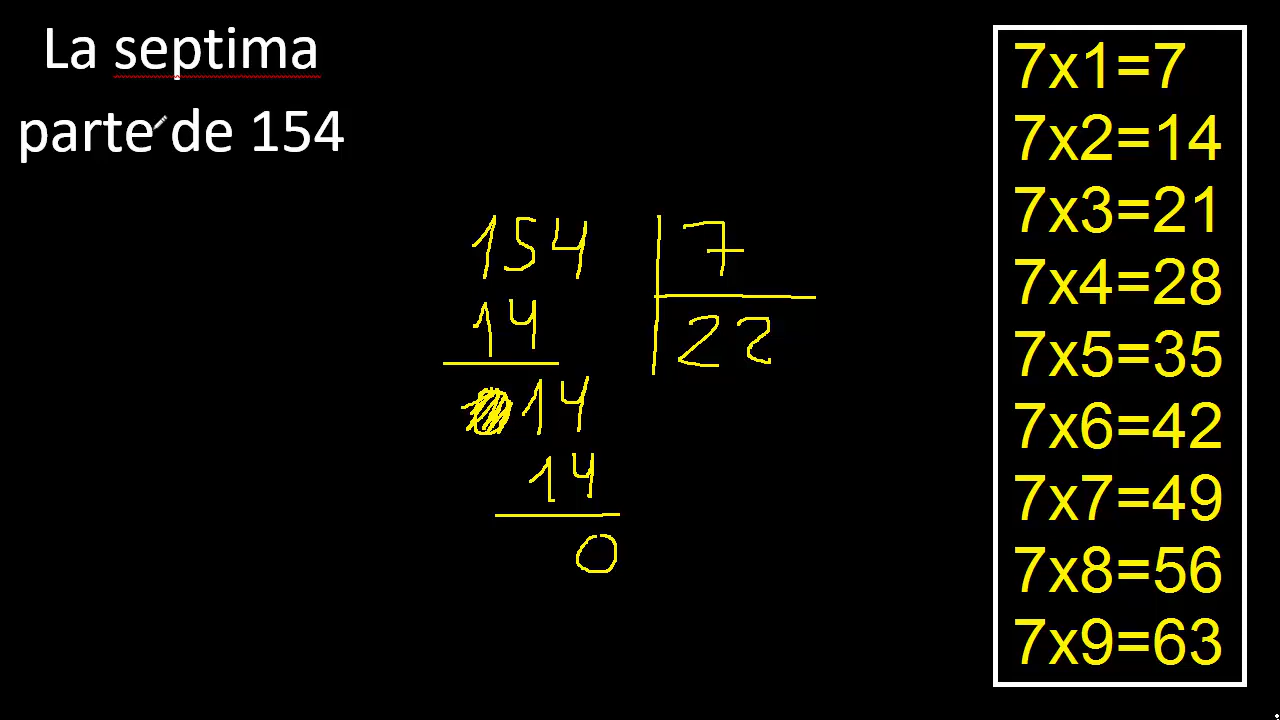 La septima
parte de 154
154 7
14 22
14
14
0
7x1=7
7x2=14
7x3=21
7x4=28
7x5=35
7x6=42
7x7=49
7x8=56
7x9=63